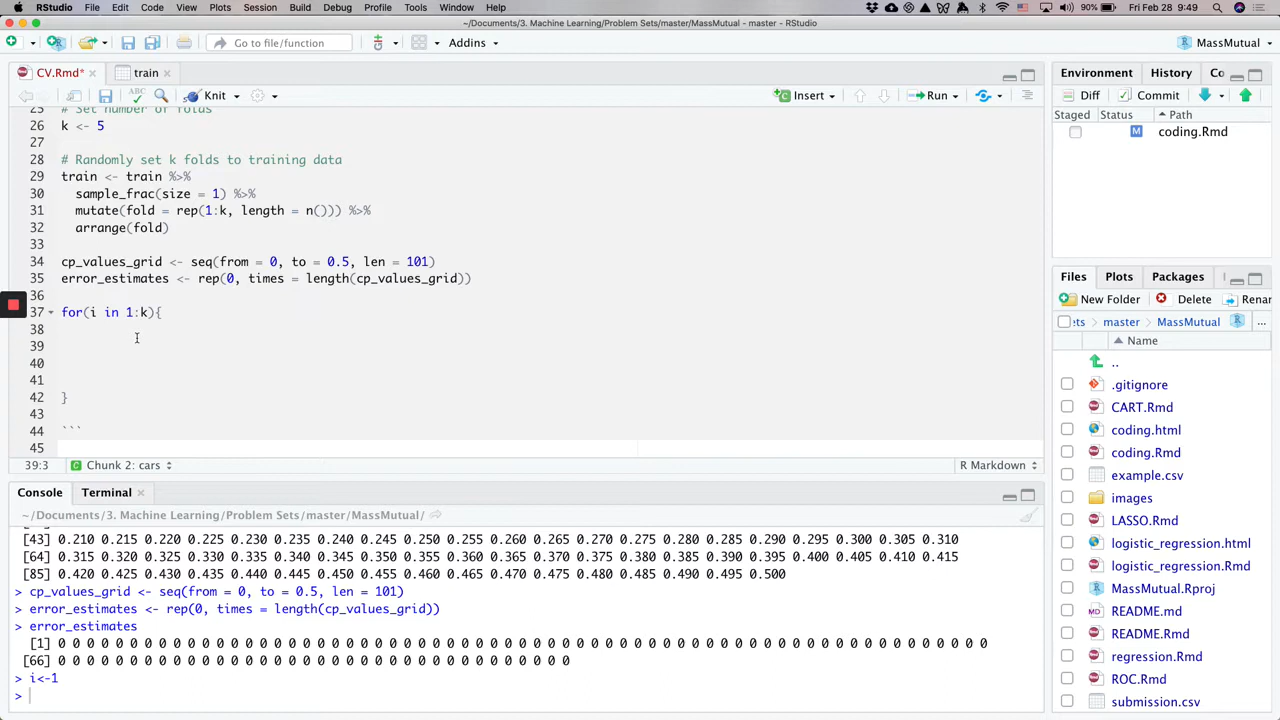 RStudio File Edit Code View Plots Session Build Debug Profile Tools Window Help 90% Fri Feb 28 9:49
~/Documents/3. Machine Learning/Problem Sets/master/MassMutual - master - RStudio
Go to file/function Addins MassMutual
CV.Rmd* train
Environment History Co
ABC Knit Insert Run
Diff Commit
Staged Status Path
M coding.Rmd
25 # Set number of folds
26 k <- 5
27
28 # Randomly set k folds to training data
29 train <- train %>%
30 sample_frac(size = 1) %>%
31 mutate(fold = rep(1:k, length = n())) %>%
32 arrange(fold)
33
34 cp_values_grid <- seq(from = 0, to = 0.5, len = 101)
35 error_estimates <- rep(0, times = length(cp_values_grid))
36
37 for(i in 1:k){
38
39
40
41
42 }
43
44 ```
45
39:3 Chunk 2: cars R Markdown
Files Plots Packages
New Folder Delete Renar
ets master MassMutual ...
Name
..
.gitignore
CART.Rmd
coding.html
coding.Rmd
example.csv
images
LASSO.Rmd
logistic_regression.html
logistic_regression.Rmd
MassMutual.Rproj
README.md
README.Rmd
regression.Rmd
ROC.Rmd
submission.csv
Console Terminal
~/Documents/3. Machine Learning/Problem Sets/master/MassMutual/
[43] 0.210 0.215 0.220 0.225 0.230 0.235 0.240 0.245 0.250 0.255 0.260 0.265 0.270 0.275 0.280 0.285 0.290 0.295 0.300 0.305 0.310
[64] 0.315 0.320 0.325 0.330 0.335 0.340 0.345 0.350 0.355 0.360 0.365 0.370 0.375 0.380 0.385 0.390 0.395 0.400 0.405 0.410 0.415
[85] 0.420 0.425 0.430 0.435 0.440 0.445 0.450 0.455 0.460 0.465 0.470 0.475 0.480 0.485 0.490 0.495 0.500
> cp_values_grid <- seq(from = 0, to = 0.5, len = 101)
> error_estimates <- rep(0, times = length(cp_values_grid))
> error_estimates
[1] 0 0 0 0 0 0 0 0 0 0 0 0 0 0 0 0 0 0 0 0 0 0 0 0 0 0 0 0 0 0 0 0 0 0 0 0 0 0 0 0 0 0 0 0 0 0 0 0 0 0 0 0 0 0 0 0 0 0 0 0 0 0 0 0 0
[66] 0 0 0 0 0 0 0 0 0 0 0 0 0 0 0 0 0 0 0 0 0 0 0 0 0 0 0 0 0 0 0 0 0 0 0 0
> i<-1
>